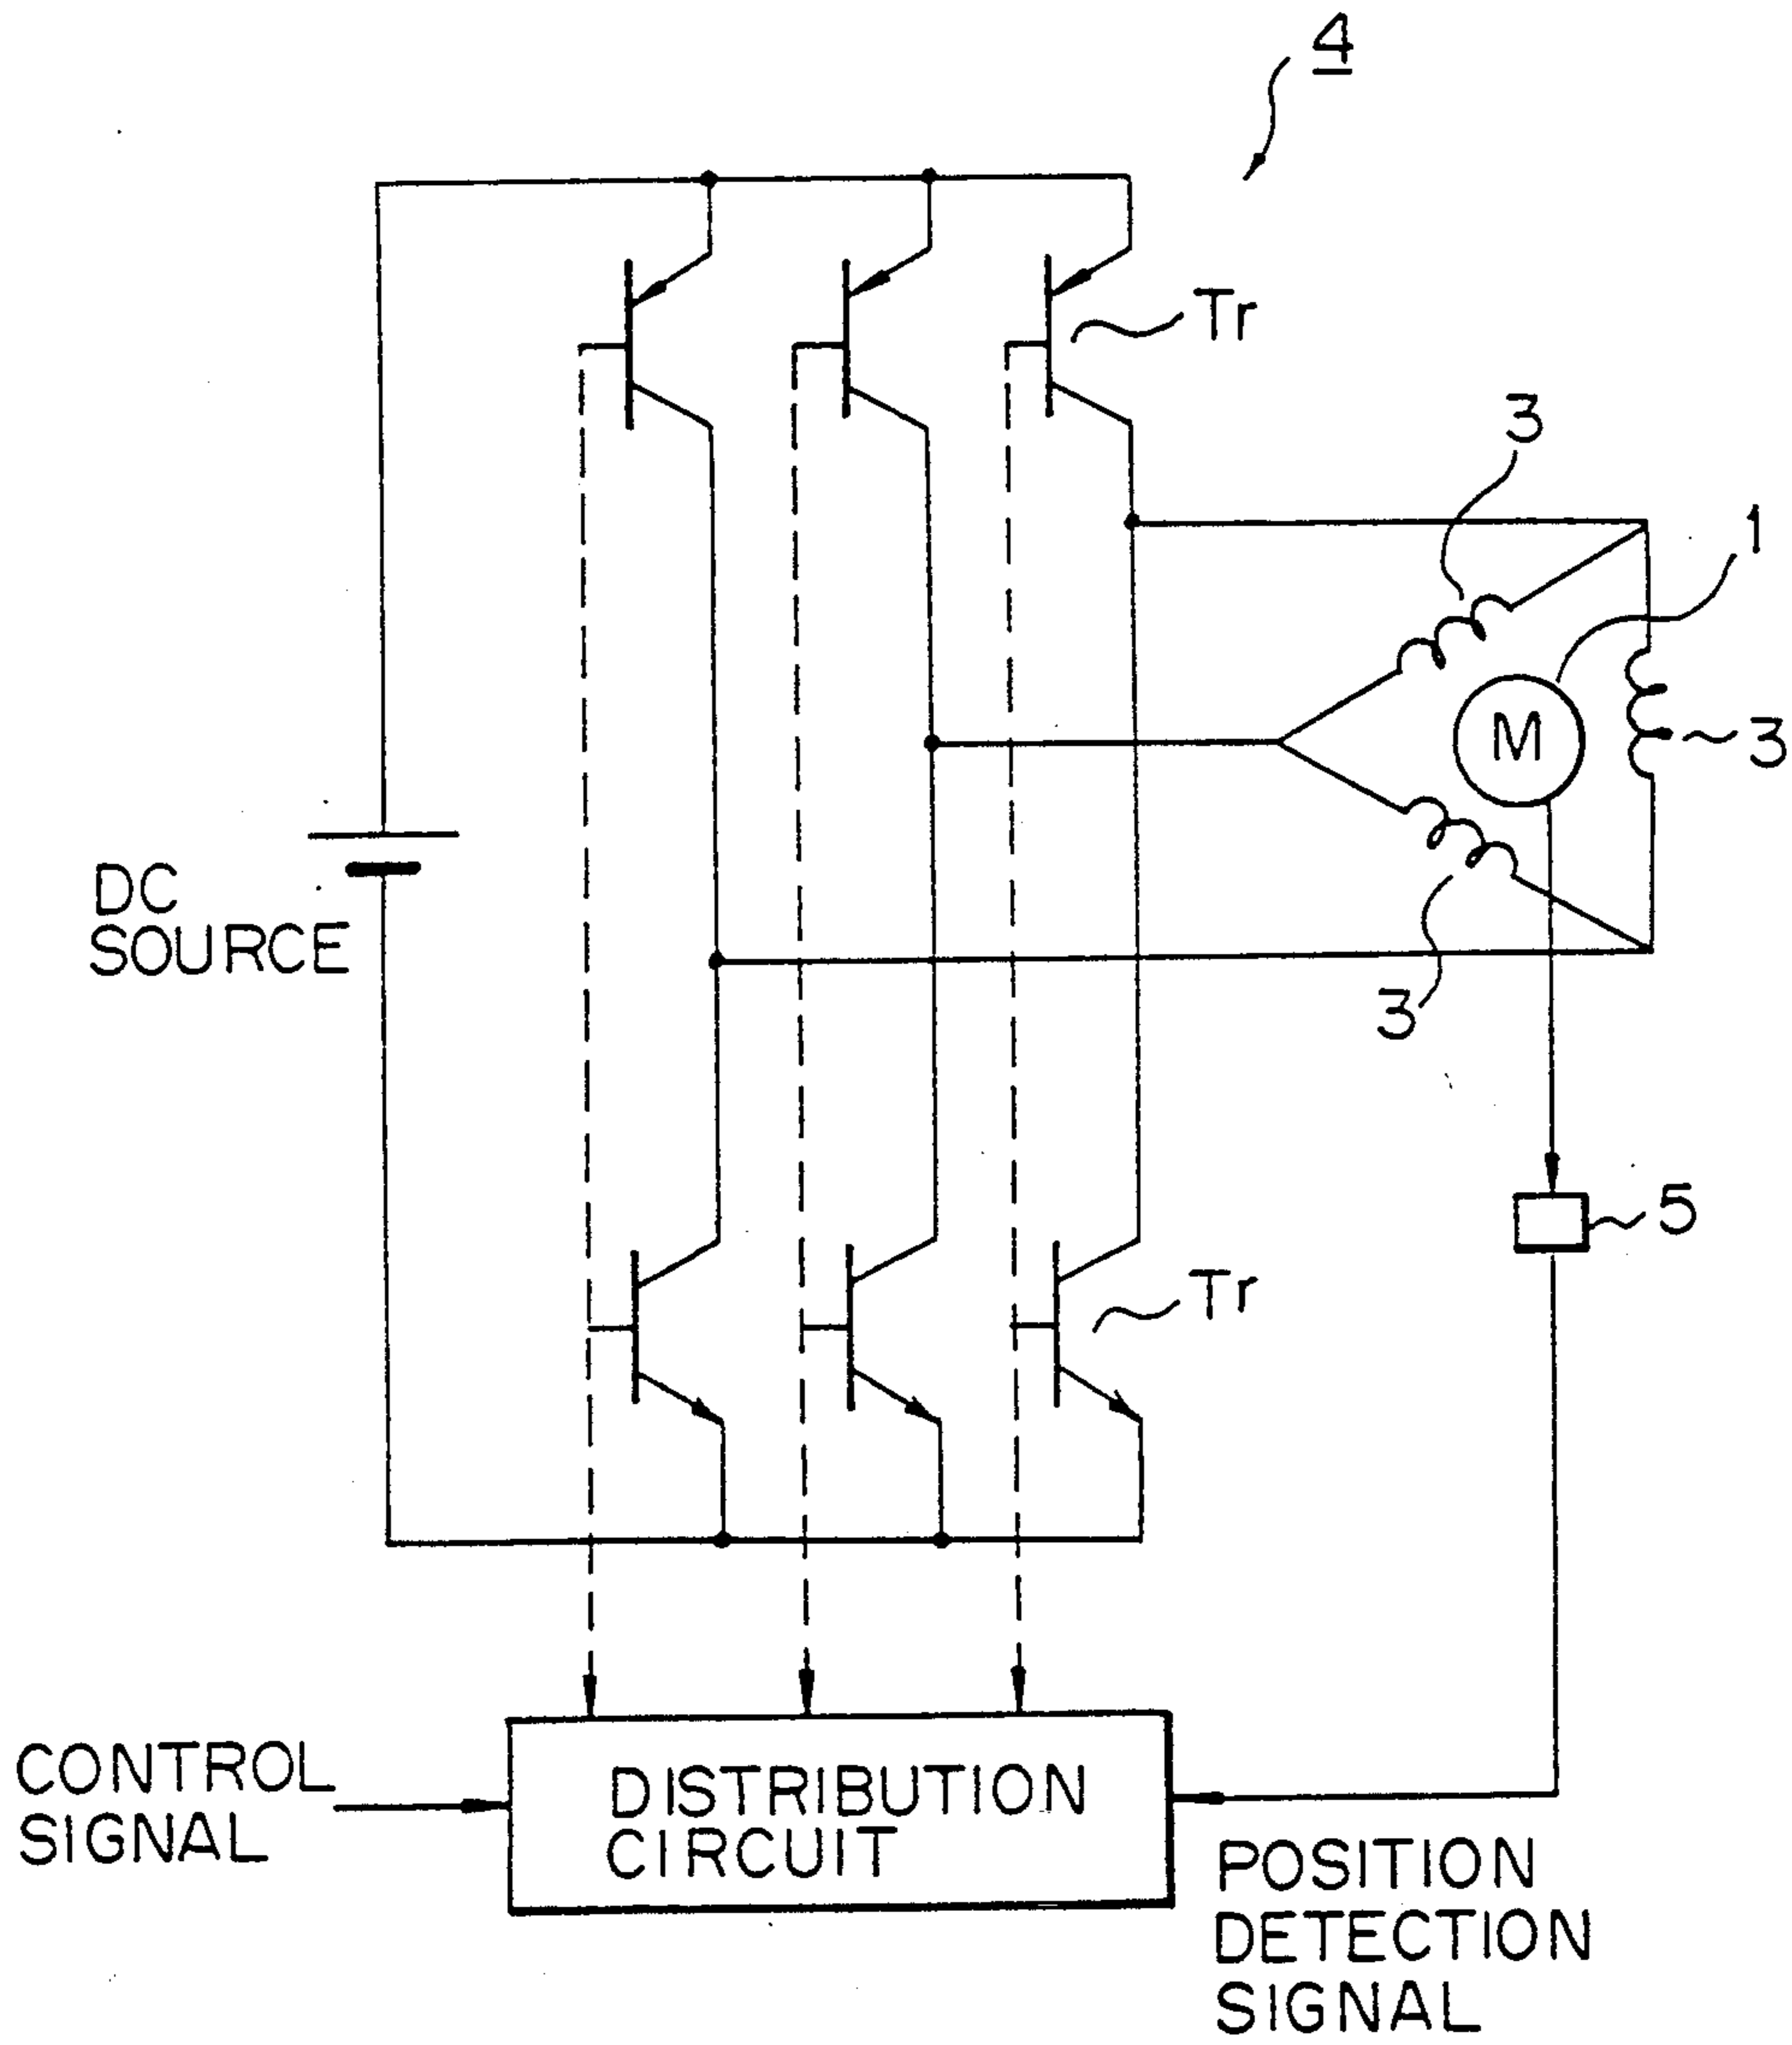 4
Tr
3
1
M
3
DC
SOURCE
3
5
Tr
CONTROL
SIGNAL
DISTRIBUTION
CIRCUIT
POSITION
DETECTION
SIGNAL